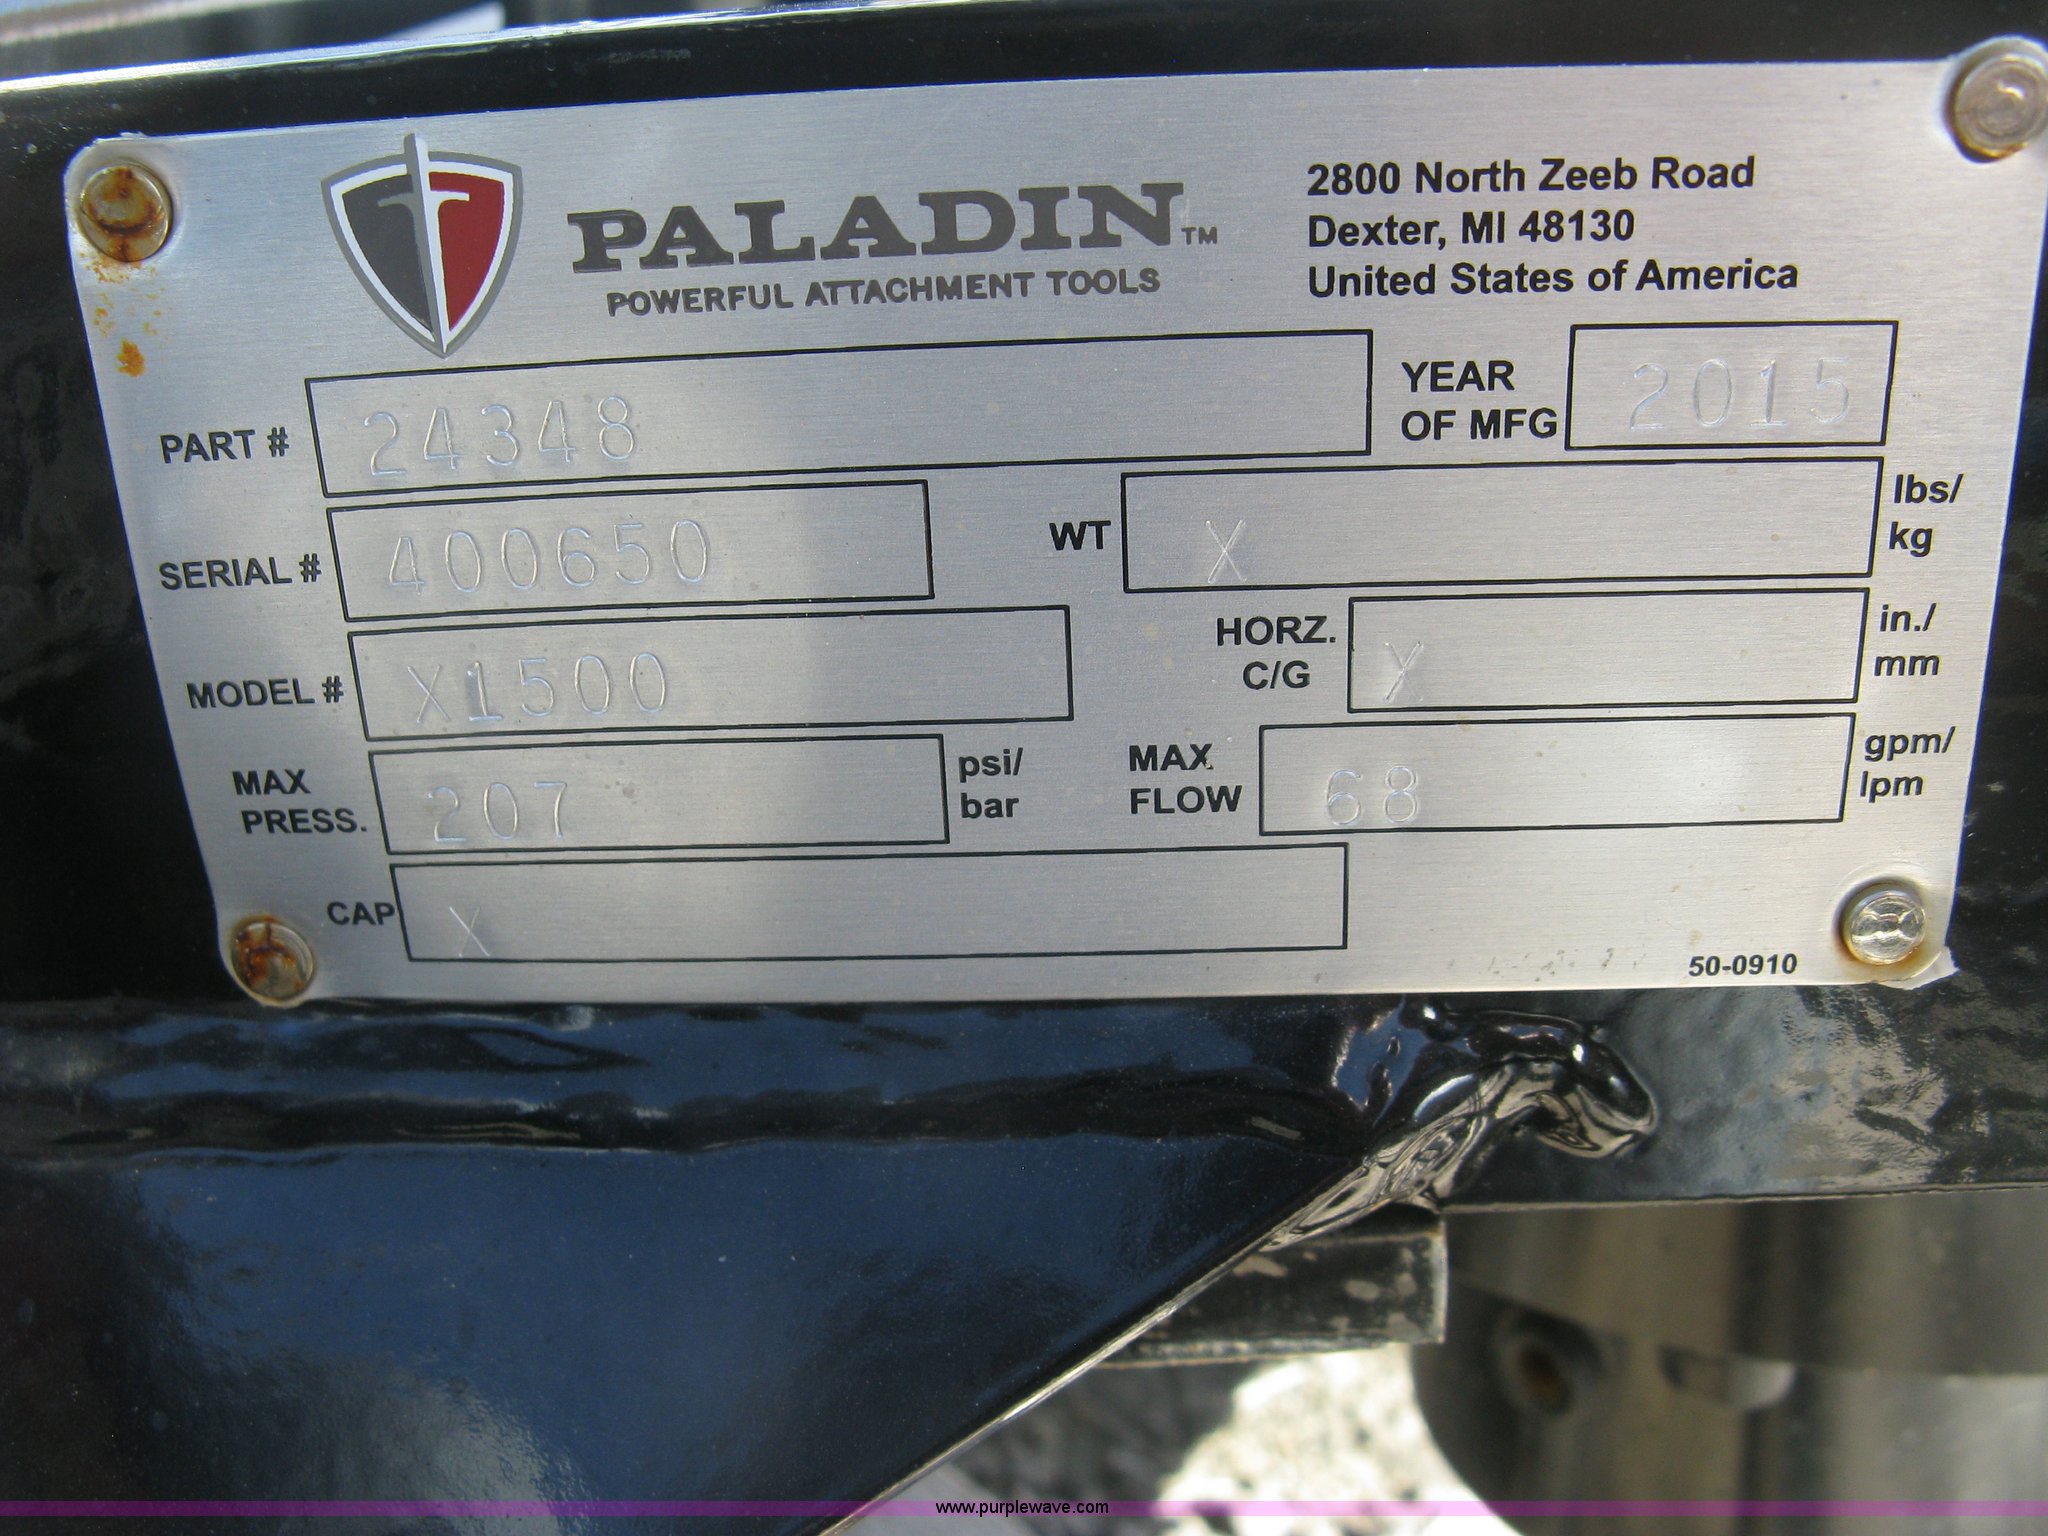 PALADIN™
POWERFUL ATTACHMENT TOOLS
2800 North Zeeb Road
Dexter, MI 48130
United States of America
PART # 24348
YEAR OF MFG 2015
SERIAL # 400650
WT X lbs/kg
MODEL # X1500
HORZ. C/G X in./mm
MAX PRESS. 207 psi/bar
MAX FLOW 68 gpm/lpm
CAP X
50-0910
www.purplewave.com